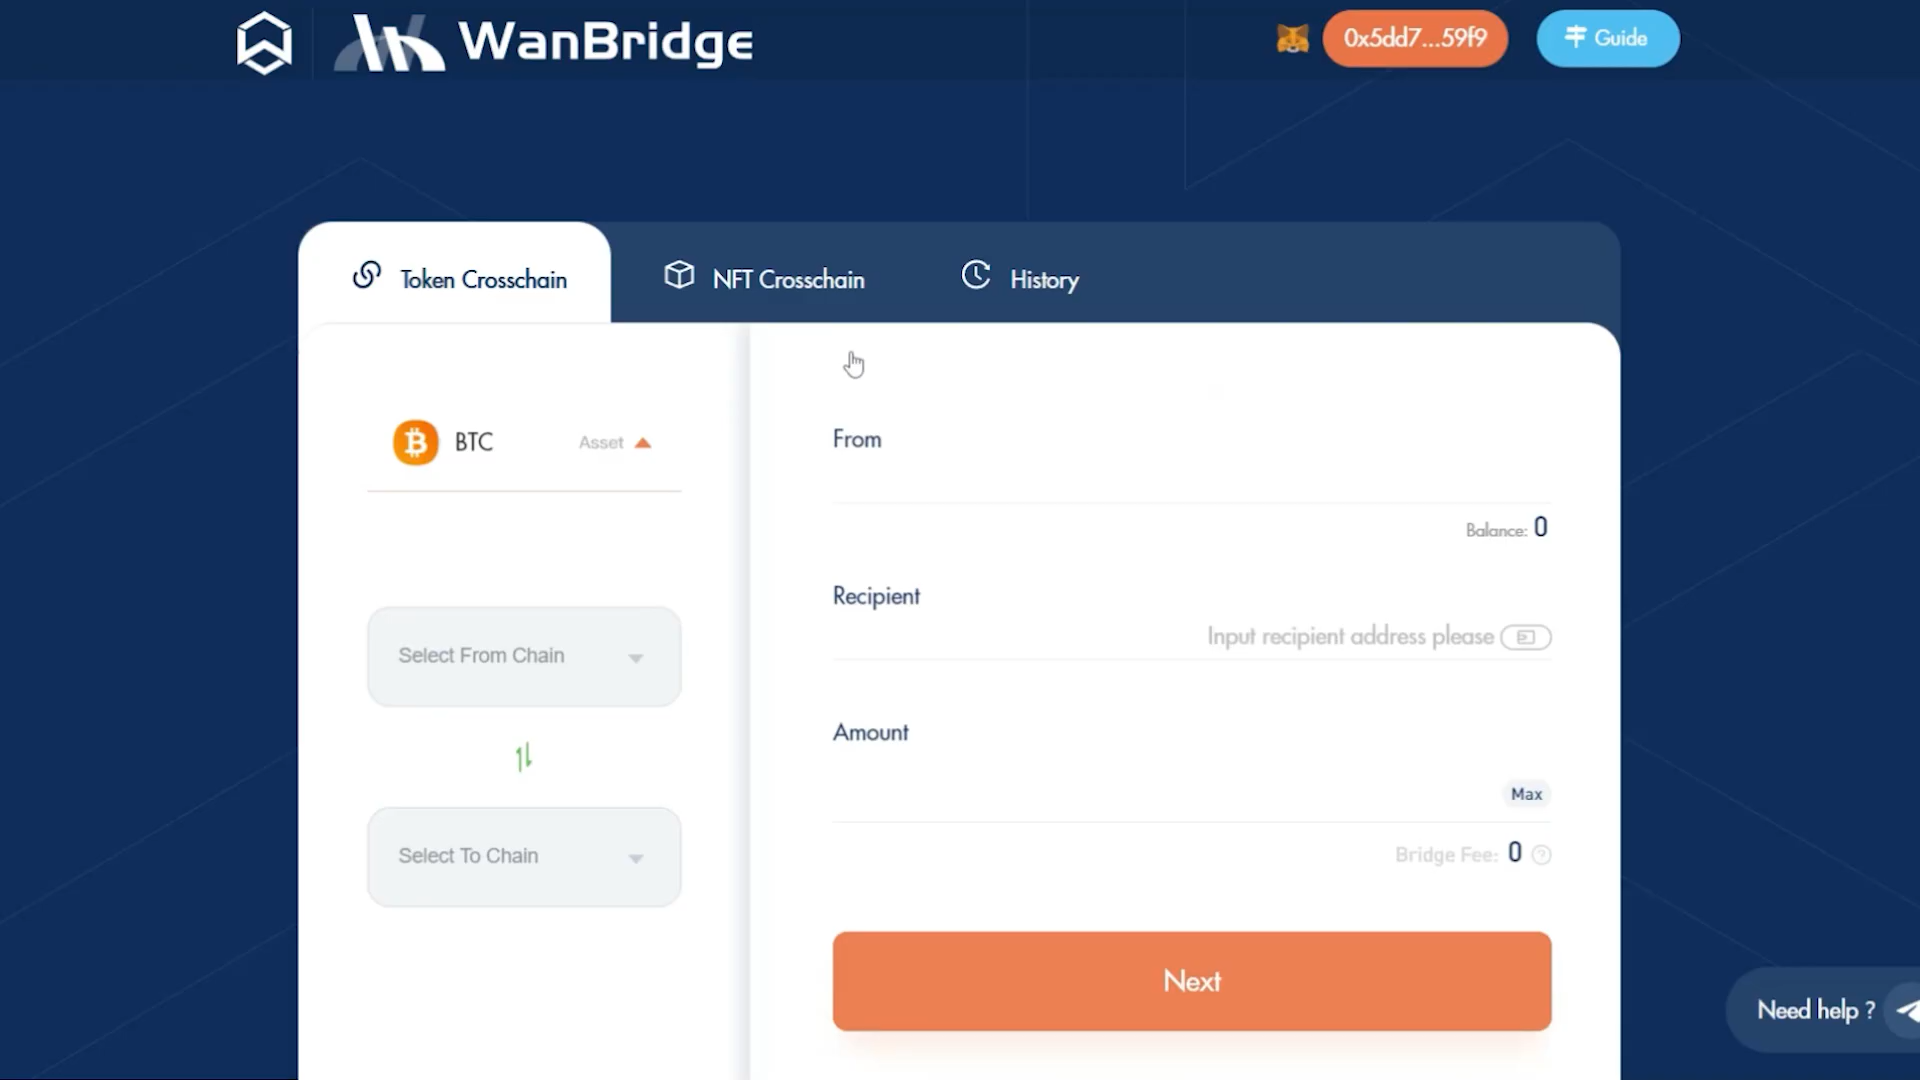 WanBridge
0x5dd7...59f9
Guide
Token Crosschain
NFT Crosschain
History
BTC
Asset
Select From Chain
Select To Chain
From
Balance: 0
Recipient
Input recipient address please
Amount
Max
Bridge Fee: 0 ?
Next
Need help ?